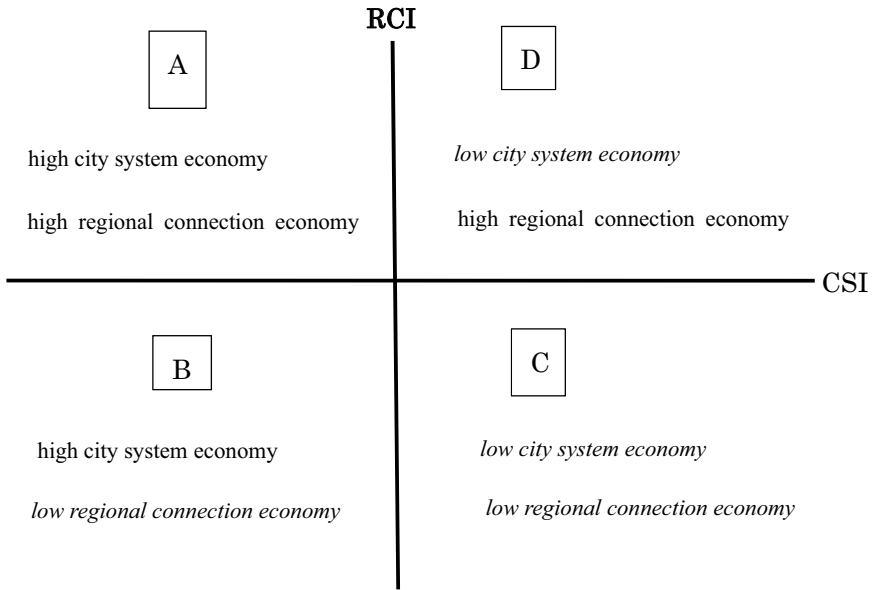 RCI
A
high city system economy
high regional connection economy
D
low city system economy
high regional connection economy
CSI
B
high city system economy
low regional connection economy
C
low city system economy
low regional connection economy